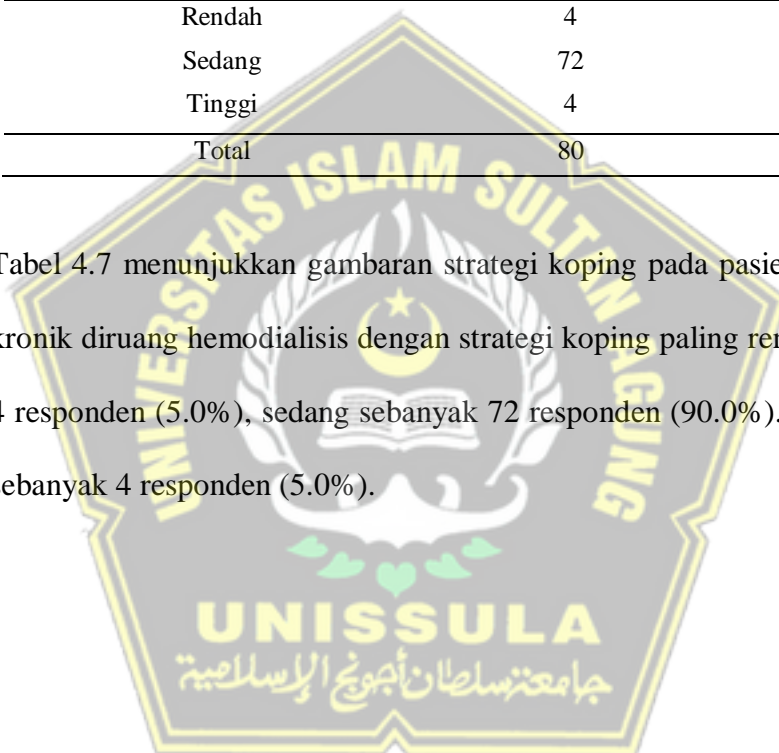 Rendah 4
Sedang 72
Tinggi 4
Total 80
Tabel 4.7 menunjukkan gambaran strategi koping pada pasie
kronik diruang hemodialisis dengan strategi koping paling ren
4 responden (5.0%), sedang sebanyak 72 responden (90.0%).
sebanyak 4 responden (5.0%).
UNIVERSITAS ISLAM SULTAN AGUNG
UNISSULA
جامعة سلطان أجونج الإسلامية